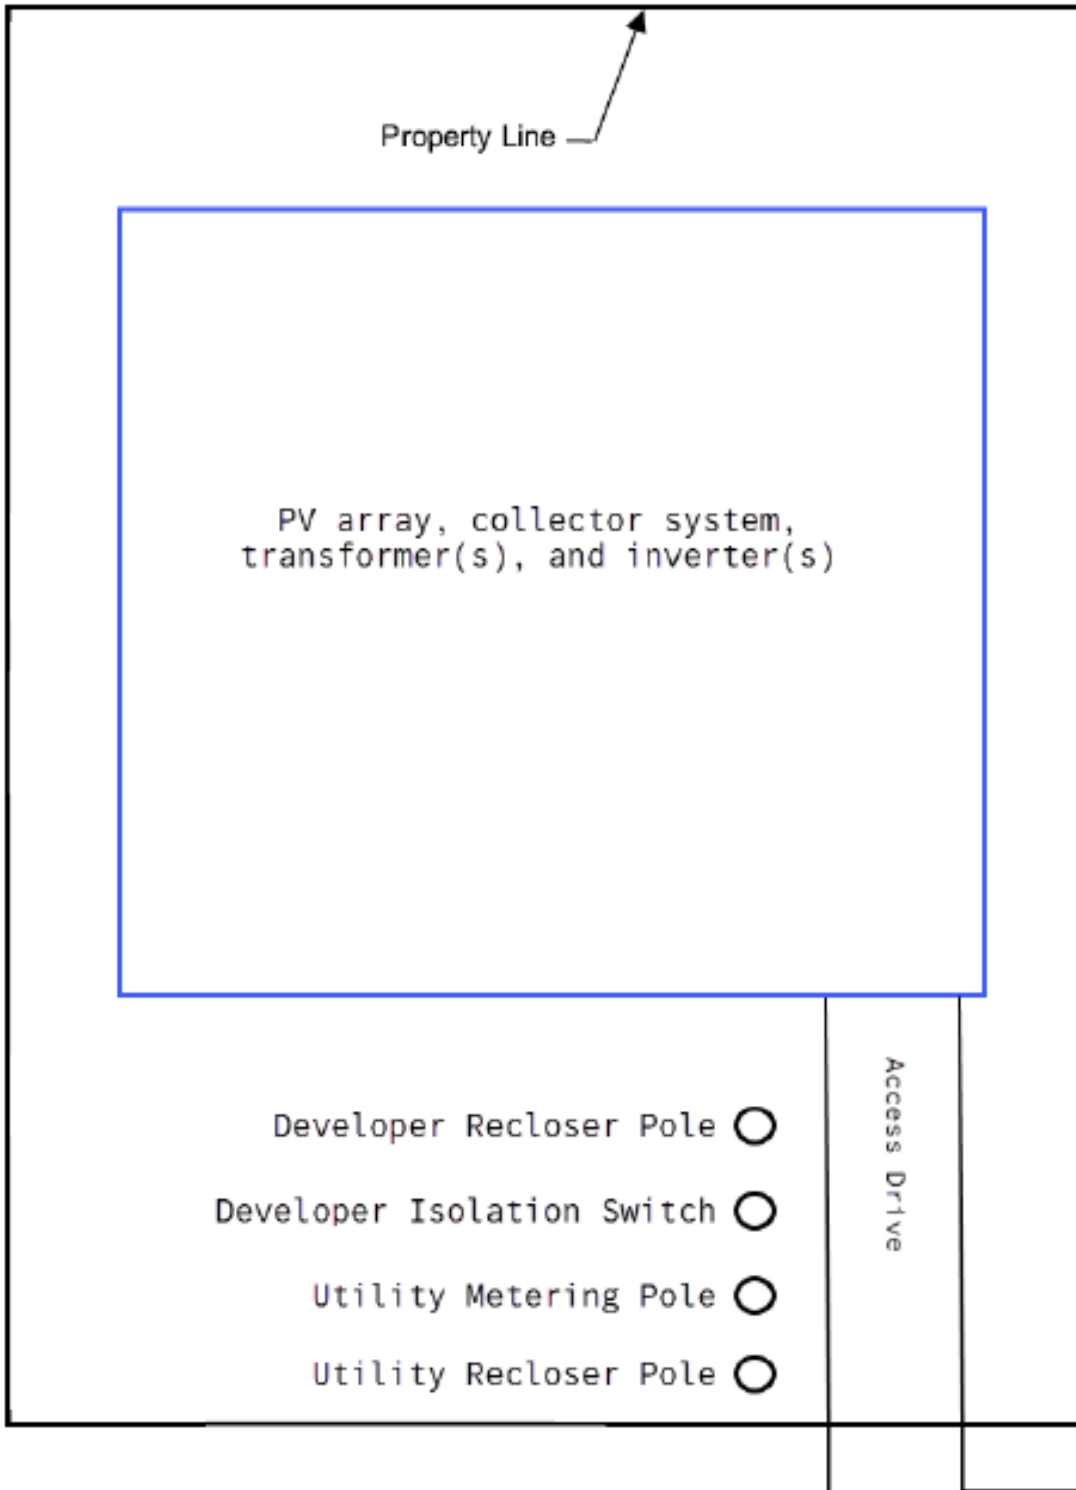 Property Line
PV array, collector system,
transformer(s), and inverter(s)
Access Drive
Developer Recloser Pole
Developer Isolation Switch
Utility Metering Pole
Utility Recloser Pole